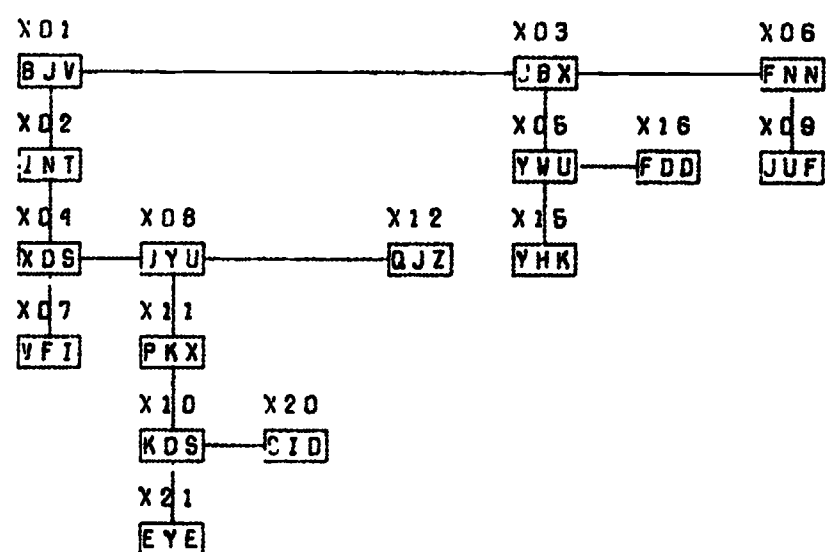 X01 X03 X06
BJV JBX FNN
X02 X05 X16 X09
JNT YWU FDD JUF
X04 X08 X12 X15
XDS JYU QJZ YHK
X07 X11
VFI PKX
X10 X20
KDS CID
X21
EYE